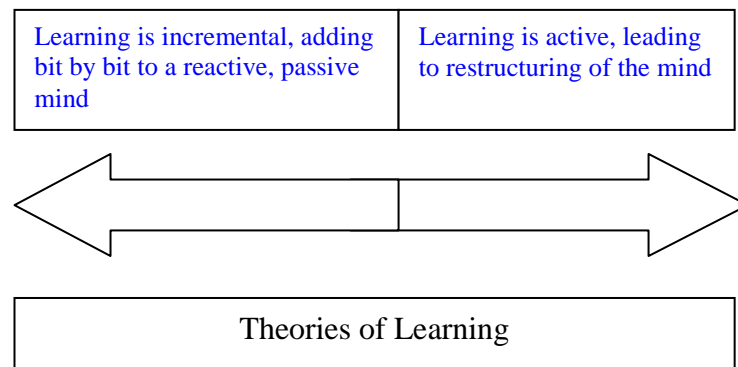 Learning is incremental, adding
bit by bit to a reactive, passive
mind
Learning is active, leading
to restructuring of the mind
Theories of Learning